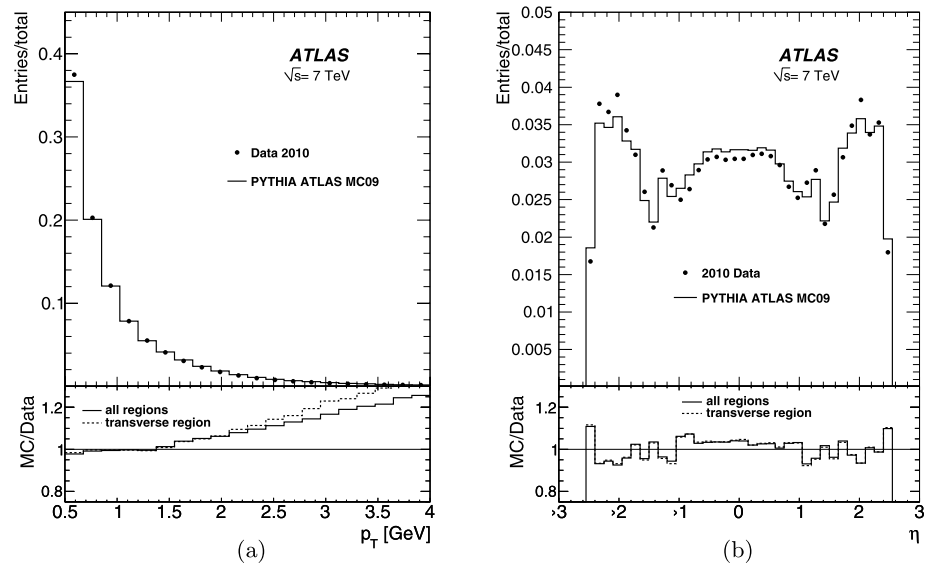 Entries/total
0.4
0.3
0.2
0.1
ATLAS
√s= 7 TeV
Data 2010
PYTHIA ATLAS MC09
MC/Data
1.2
1
0.8
all regions
transverse region
0.5 1 1.5 2 2.5 3 3.5 4
p_T [GeV]
(a)
Entries/total
0.05
0.045
0.04
0.035
0.03
0.025
0.02
0.015
0.01
0.005
ATLAS
√s= 7 TeV
2010 Data
PYTHIA ATLAS MC09
MC/Data
1.2
1
0.8
all regions
transverse region
›3 ›2 ›1 0 1 2 3
η
(b)